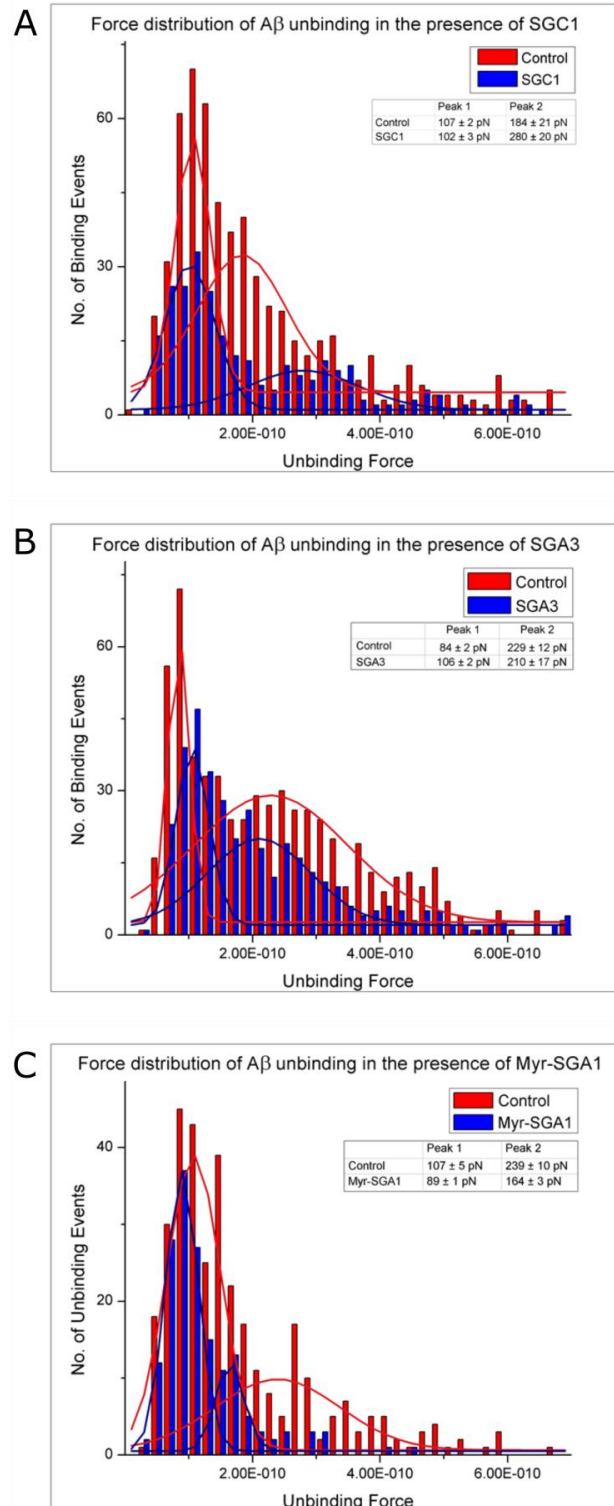 A
Force distribution of Aβ unbinding in the presence of SGC1
Control
SGC1
Peak 1 Peak 2
Control 107 ± 2 pN 184 ± 21 pN
SGC1 102 ± 3 pN 280 ± 20 pN
No. of Binding Events
60
30
0
2.00E-010 4.00E-010 6.00E-010
Unbinding Force
B
Force distribution of Aβ unbinding in the presence of SGA3
Control
SGA3
Peak 1 Peak 2
Control 84 ± 2 pN 229 ± 12 pN
SGA3 106 ± 2 pN 210 ± 17 pN
No. of Binding Events
60
30
0
2.00E-010 4.00E-010 6.00E-010
Unbinding Force
C
Force distribution of Aβ unbinding in the presence of Myr-SGA1
Control
Myr-SGA1
Peak 1 Peak 2
Control 107 ± 5 pN 239 ± 10 pN
Myr-SGA1 89 ± 1 pN 164 ± 3 pN
No. of Unbinding Events
40
20
0
2.00E-010 4.00E-010 6.00E-010
Unbinding Force